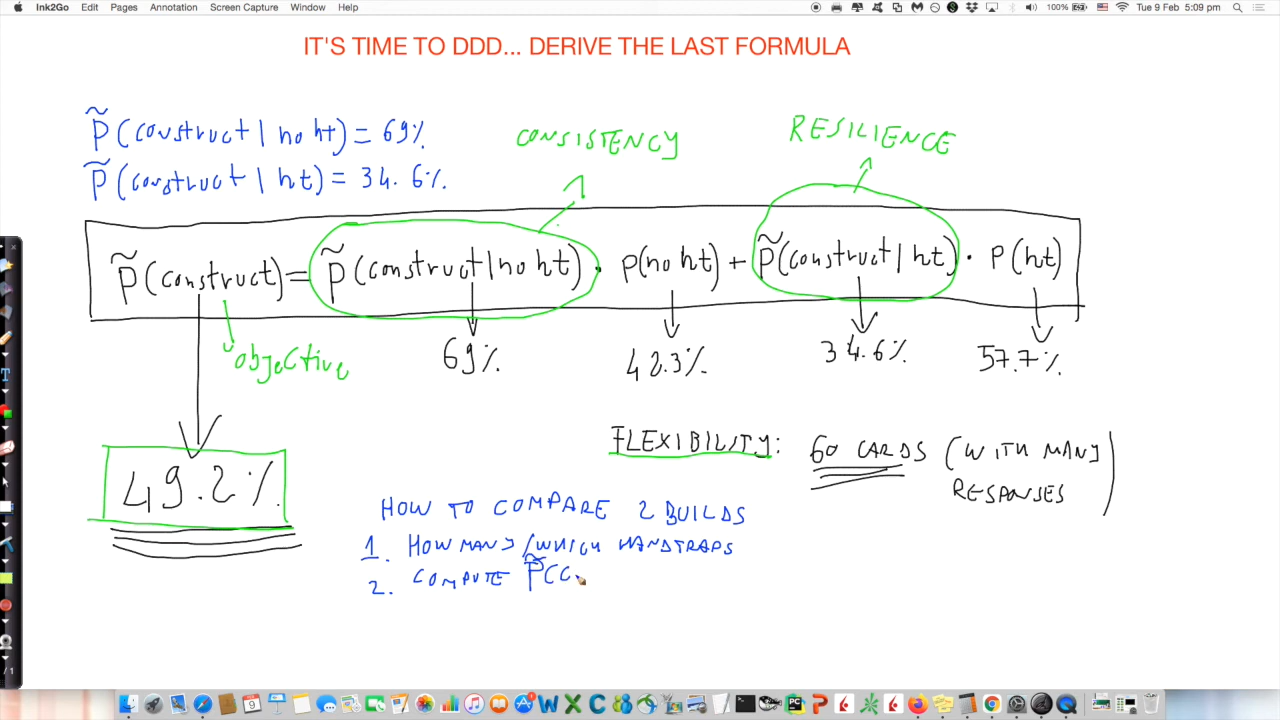 Ink2Go Edit Pages Annotation Screen Capture Window Help 100% Tue 9 Feb 5:09 pm
IT'S TIME TO DDD... DERIVE THE LAST FORMULA
P̃(construct | no ht) = 69%
P̃(construct | ht) = 34.6%
CONSISTENCY
RESILIENCE
P̃(construct) = P̃(construct | no ht) · P(no ht) + P̃(construct | ht) · P(ht)
objective
69%
42.3%
34.6%
57.7%
49.2%
FLEXIBILITY: 60 CARDS (WITH MANY
RESPONSES)
HOW TO COMPARE 2 BUILDS
1. HOW MANY/WHICH HANDTRAPS
2. COMPUTE P̃(C